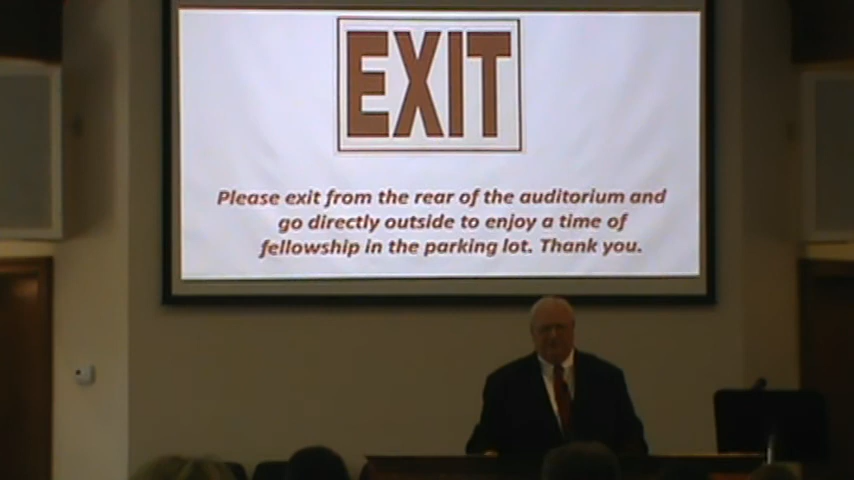 EXIT
Please exit from the rear of the auditorium and
go directly outside to enjoy a time of
fellowship in the parking lot. Thank you.